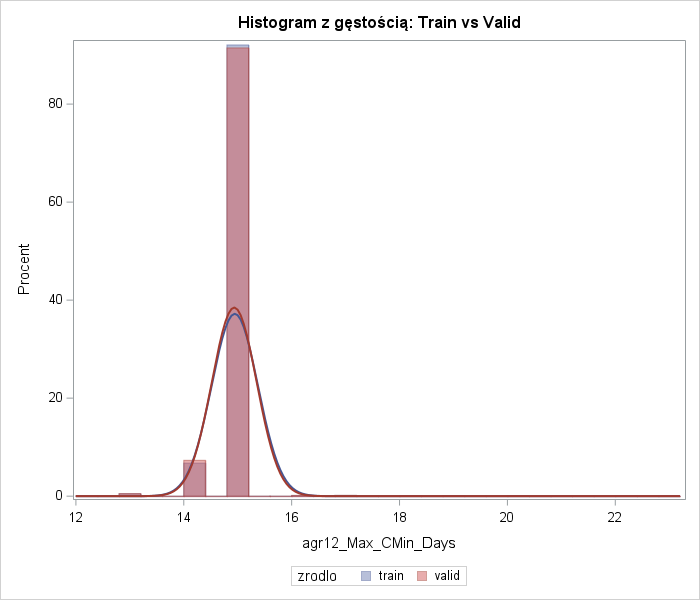 Histogram z gęstością: Train vs Valid
80
60
40
20
0
Procent
12 14 16 18 20 22
agr12_Max_CMin_Days
zrodlo train valid